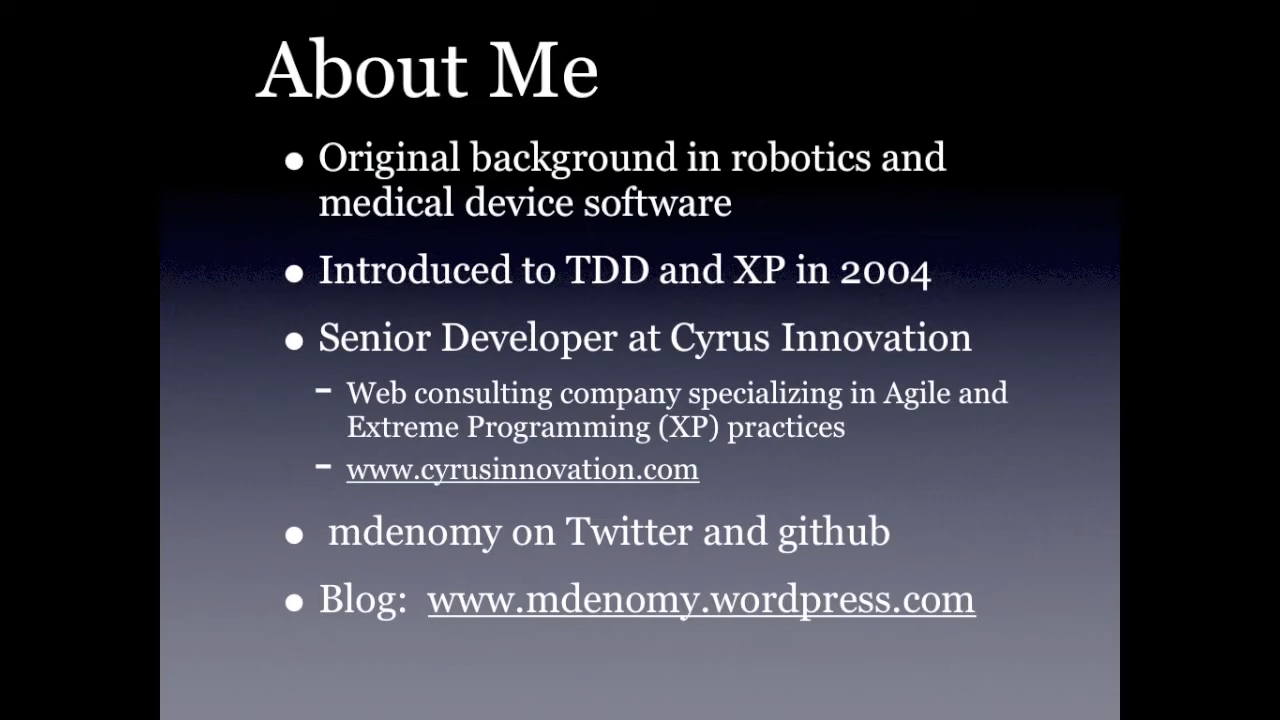 About Me
• Original background in robotics and
medical device software
• Introduced to TDD and XP in 2004
• Senior Developer at Cyrus Innovation
- Web consulting company specializing in Agile and
Extreme Programming (XP) practices
- www.cyrusinnovation.com
• mdenomy on Twitter and github
• Blog: www.mdenomy.wordpress.com